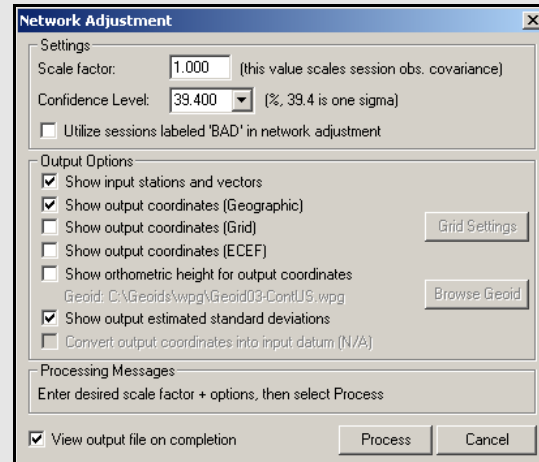 Network Adjustment
Settings
Scale factor: 1.000 (this value scales session obs. covariance)
Confidence Level: 39.400 (%, 39.4 is one sigma)
Utilize sessions labeled 'BAD' in network adjustment
Output Options
Show input stations and vectors
Show output coordinates (Geographic)
Show output coordinates (Grid)
Grid Settings
Show output coordinates (ECEF)
Show orthometric height for output coordinates
Geoid: C:\Geoids\wpg\Geoid03-ContUS.wpg
Browse Geoid
Show output estimated standard deviations
Convert output coordinates into input datum (N/A)
Processing Messages
Enter desired scale factor + options, then select Process
View output file on completion
Process
Cancel